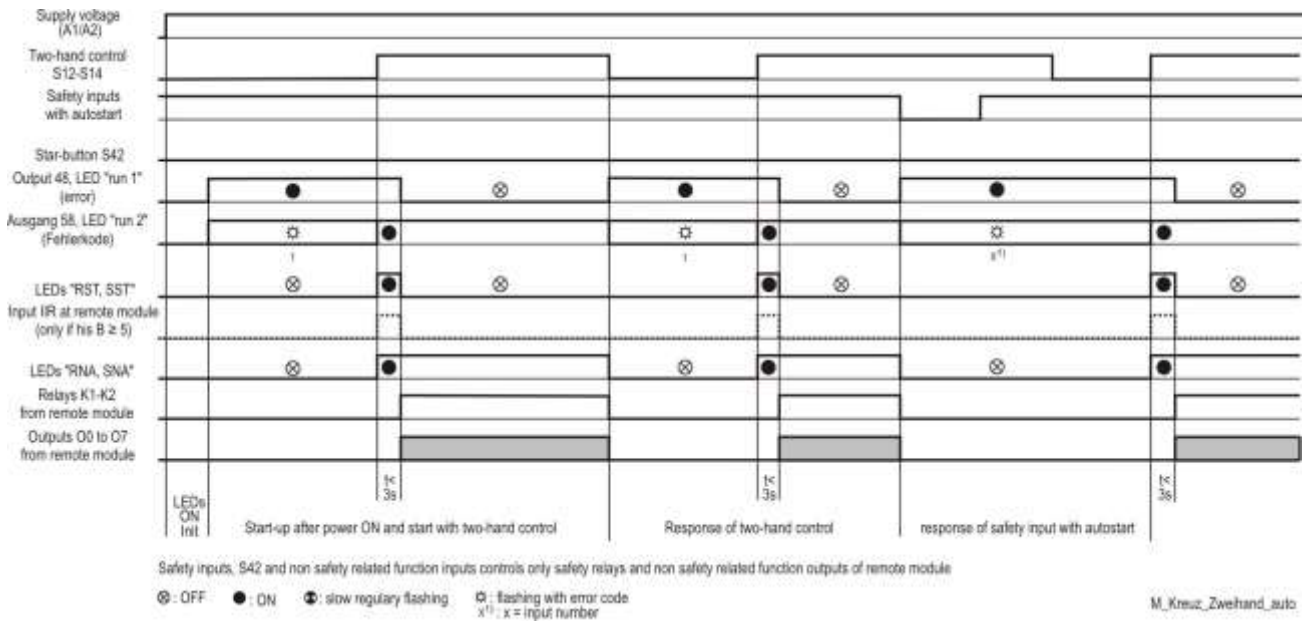 Supply voltage
(A1/A2)
Two-hand control
S12-S14
Safety inputs
with autostart
Star-button S42
Output 48, LED "run 1"
(error)
Ausgang 58, LED "run 2"
(Fehlerkode)
1
1
x¹⁾
LEDs "RST, SST"
Input IIR at remote module
(only if his B ≥ 5)
LEDs "RNA, SNA"
Relays K1-K2
from remote module
Outputs O0 to O7
from remote module
t<
3s
t<
3s
t<
3s
LEDs
ON
Init
Start-up after power ON and start with two-hand control
Response of two-hand control
response of safety input with autostart
Safety inputs, S42 and non safety related function inputs controls only safety relays and non safety related function outputs of remote module
: OFF : ON : slow regulary flashing : flashing with error code
x¹⁾ : x = input number
M_Kreuz_Zweihand_auto